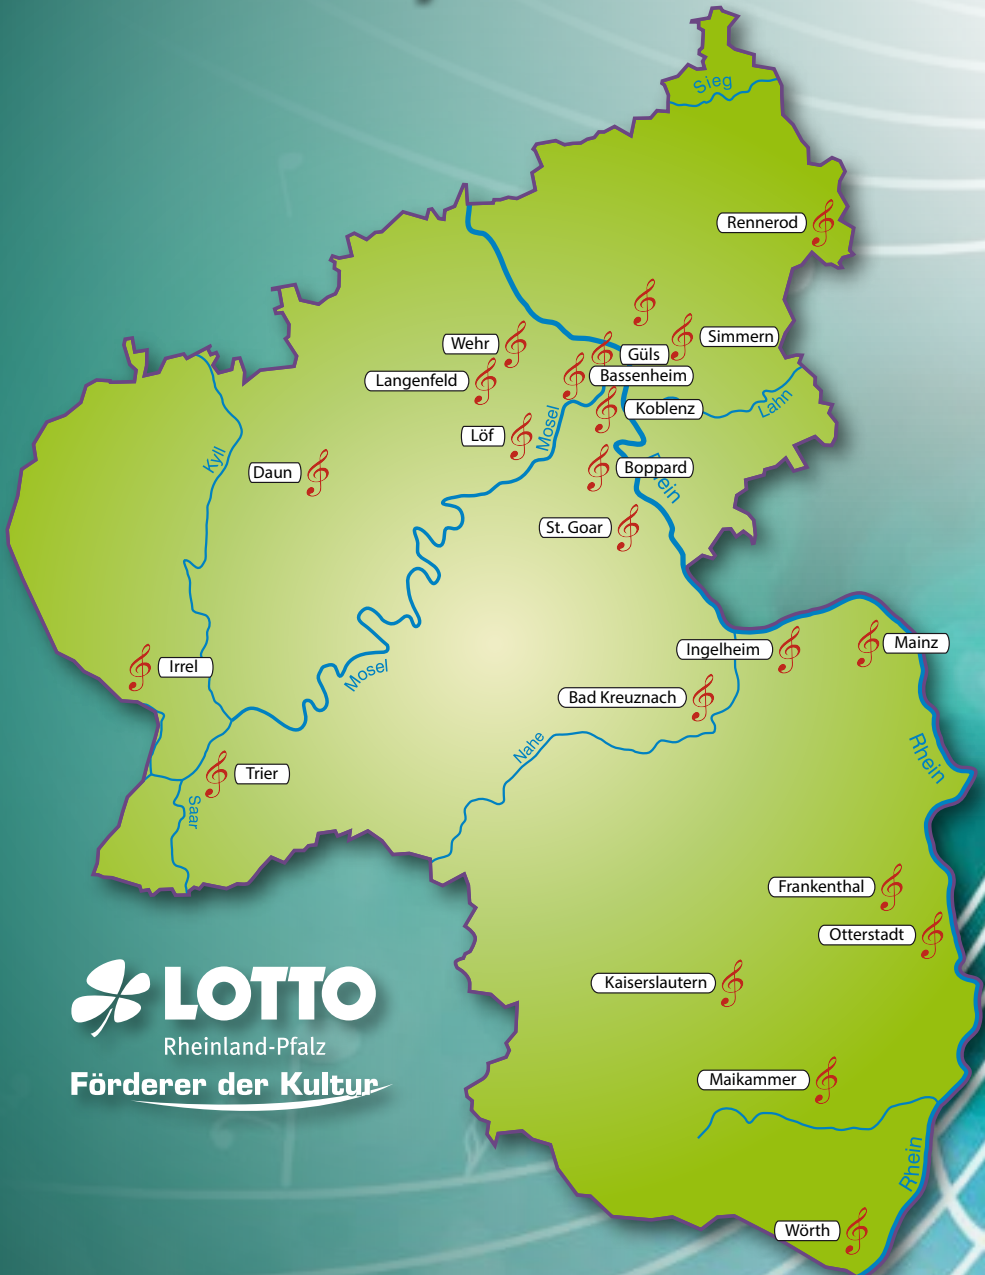 Sieg
Rennerod
Wehr
Simmern
Güls
Langenfeld
Bassenheim
Koblenz
Lahn
Löf
Mosel
Kyll
Daun
Boppard
St. Goar
Ingelheim
Mainz
Irrel
Mosel
Bad Kreuznach
Nahe
Rhein
Trier
Saar
Frankenthal
Otterstadt
LOTTO
Kaiserslautern
Rheinland-Pfalz
Förderer der Kultur
Maikammer
Rhein
Wörth